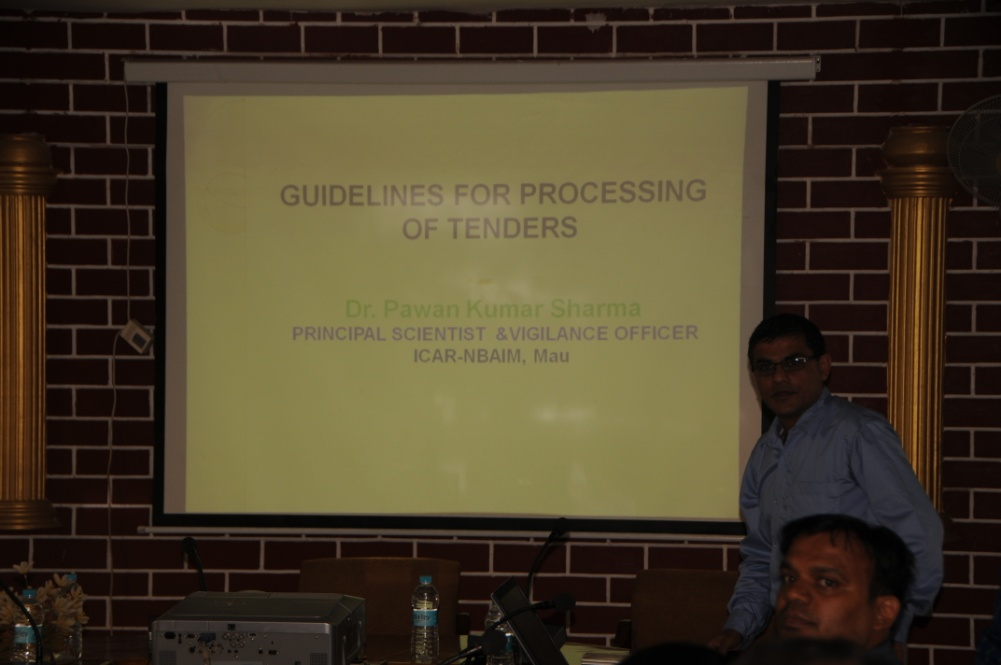 GUIDELINES FOR PROCESSING
OF TENDERS
Dr. Pawan Kumar Sharma
PRINCIPAL SCIENTIST &VIGILANCE OFFICER
ICAR-NBAIM, Mau